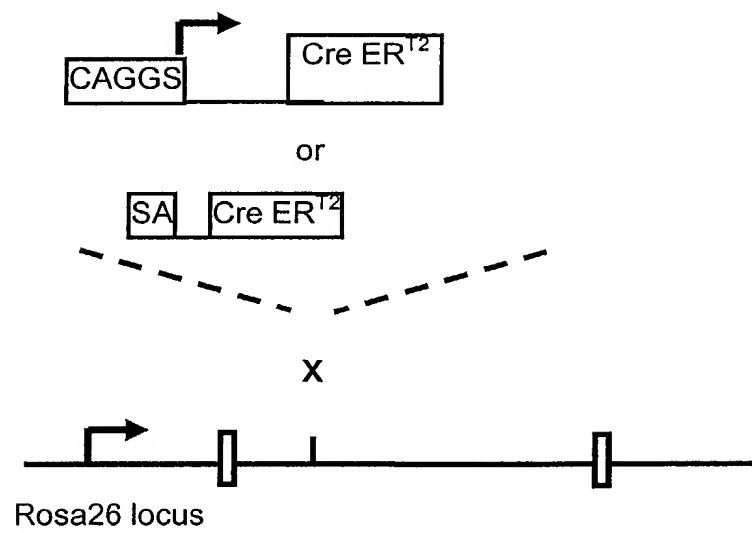 CAGGS Cre ER^T2
or
SA Cre ER^T2
x
Rosa26 locus